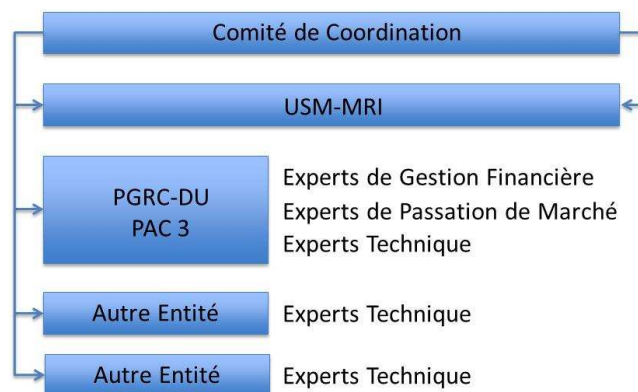 Comité de Coordination
USM-MRI
PGRC-DU
PAC 3
Experts de Gestion Financière
Experts de Passation de Marché
Experts Technique
Autre Entité
Experts Technique
Autre Entité
Experts Technique